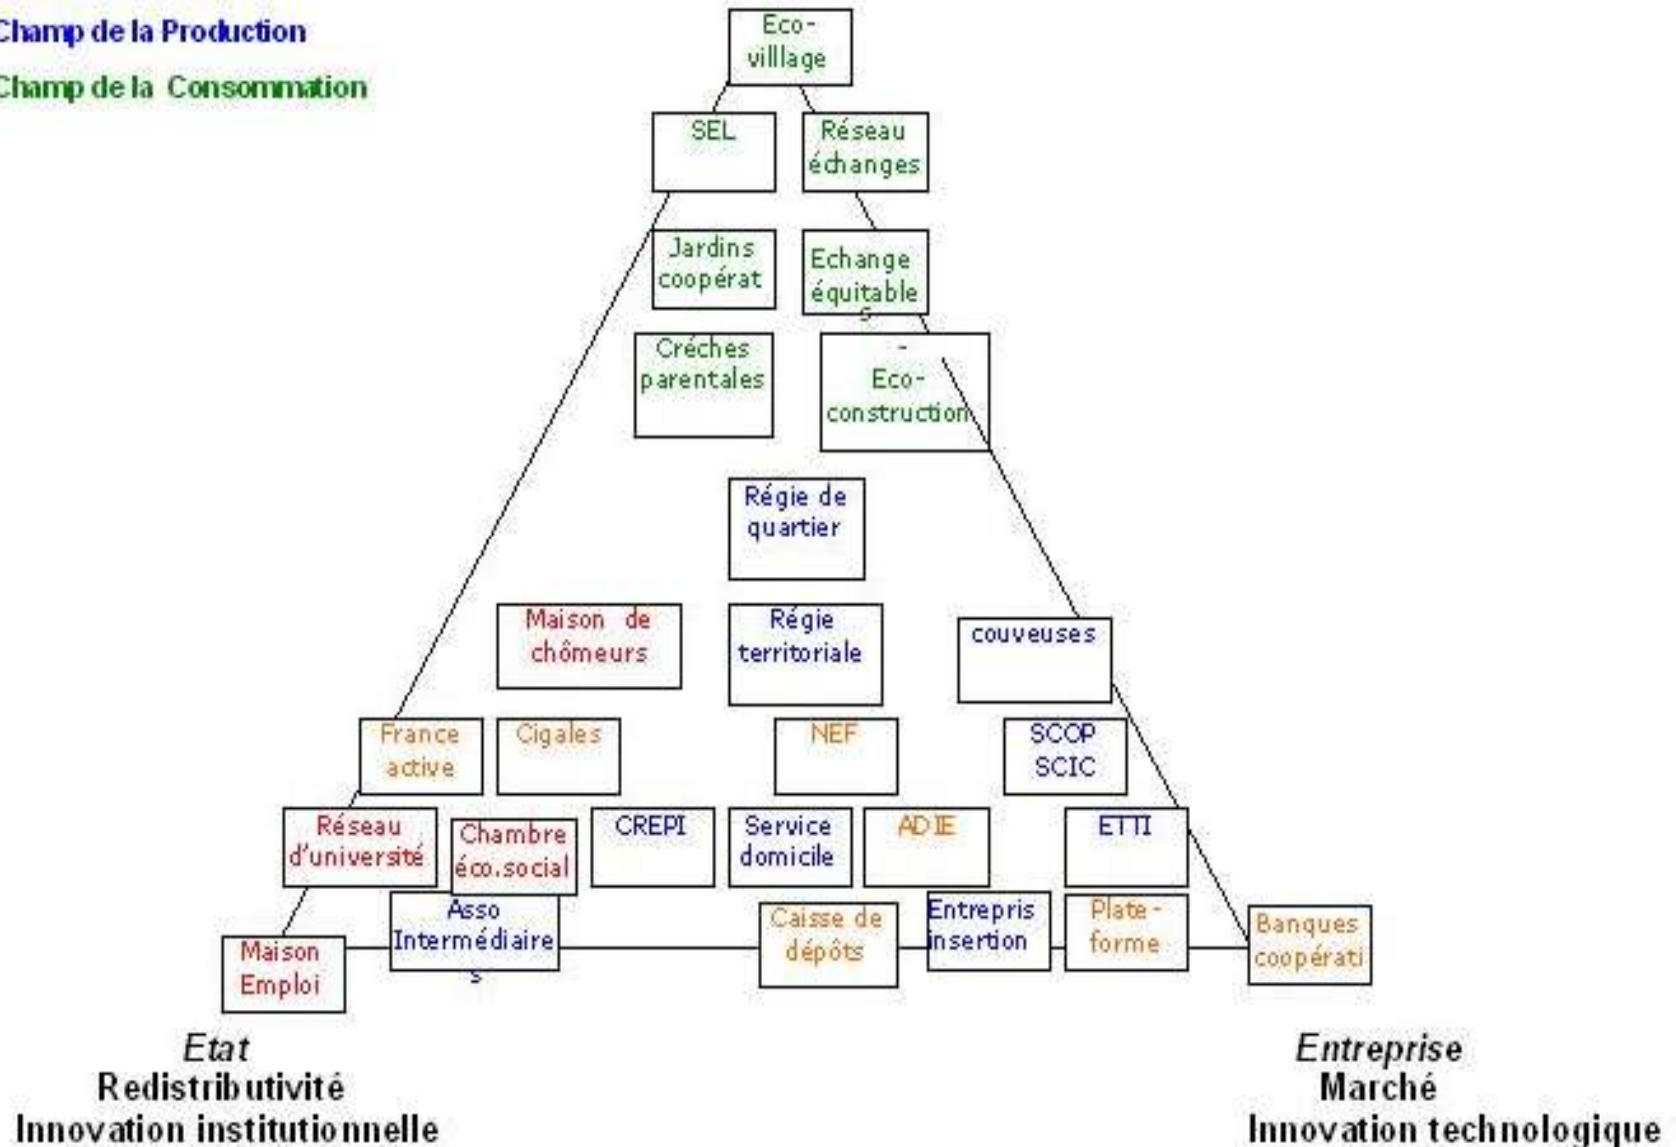 Champ de la Production
Champ de la Consommation
Eco-
villlage
SEL
Réseau
échanges
Jardins
coopérat
Echange
équitable
s
Créches
parentales
-
Eco-
construction
Régie de
quartier
Maison de
chômeurs
Régie
territoriale
couveuses
France
active
Cigales
NEF
SCOP
SCIC
Réseau
d'université
Chambre
éco.social
CREPI
Service
domicile
ADIE
ETTI
Maison
Emploi
Asso
Intermédiaire
s
Caisse de
dépôts
Entrepris
insertion
Plate-
forme
Banques
coopérati
Etat
Redistributivité
Innovation institutionnelle
Entreprise
Marché
Innovation technologique